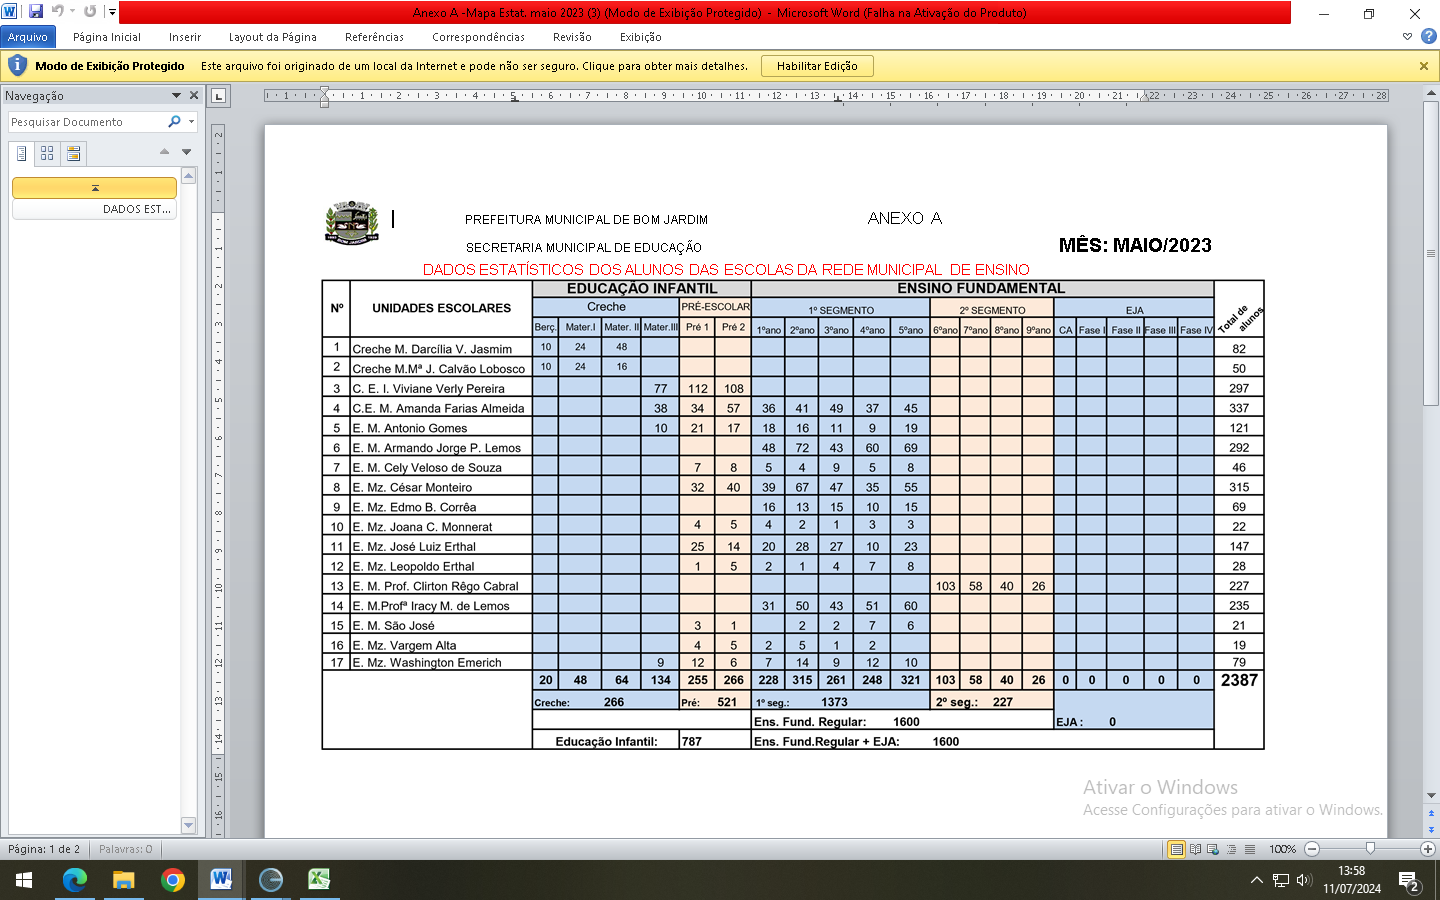 Anexo A -Mapa Estat. maio 2023 (3) (Modo de Exibição Protegido) - Microsoft Word (Falha na Ativação do Produto)
Arquivo Página Inicial Inserir Layout da Página Referências Correspondências Revisão Exibição
Modo de Exibição Protegido Este arquivo foi originado de um local da Internet e pode não ser seguro. Clique para obter mais detalhes. Habilitar Edição
Navegação
Pesquisar Documento
DADOS EST...
PREFEITURA MUNICIPAL DE BOM JARDIM ANEXO A
SECRETARIA MUNICIPAL DE EDUCAÇÃO MÊS: MAIO/2023
DADOS ESTATÍSTICOS DOS ALUNOS DAS ESCOLAS DA REDE MUNICIPAL DE ENSINO
Nº UNIDADES ESCOLARES EDUCAÇÃO INFANTIL ENSINO FUNDAMENTAL Total de alunos
Creche PRÉ-ESCOLAR 1º SEGMENTO 2º SEGMENTO EJA
Berç. Mater.I Mater. II Mater.III Pré 1 Pré 2 1ºano 2ºano 3ºano 4ºano 5ºano 6ºano 7ºano 8ºano 9ºano CA Fase I Fase II Fase III Fase IV
1 Creche M. Darcília V. Jasmim 10 24 48 82
2 Creche M.Mª J. Calvão Lobosco 10 24 16 50
3 C. E. I. Viviane Verly Pereira 77 112 108 297
4 C.E. M. Amanda Farias Almeida 38 34 57 36 41 49 37 45 337
5 E. M. Antonio Gomes 10 21 17 18 16 11 9 19 121
6 E. M. Armando Jorge P. Lemos 48 72 43 60 69 292
7 E. M. Cely Veloso de Souza 7 8 5 4 9 5 8 46
8 E. Mz. César Monteiro 32 40 39 67 47 35 55 315
9 E. Mz. Edmo B. Corrêa 16 13 15 10 15 69
10 E. Mz. Joana C. Monnerat 4 5 4 2 1 3 3 22
11 E. Mz. José Luiz Erthal 25 14 20 28 27 10 23 147
12 E. Mz. Leopoldo Erthal 1 5 2 1 4 7 8 28
13 E. M. Prof. Clirton Rêgo Cabral 103 58 40 26 227
14 E. M.Profª Iracy M. de Lemos 31 50 43 51 60 235
15 E. M. São José 3 1 2 2 7 6 21
16 E. Mz. Vargem Alta 4 5 2 5 1 2 19
17 E. Mz. Washington Emerich 9 12 6 7 14 9 12 10 79
20 48 64 134 255 266 228 315 261 248 321 103 58 40 26 0 0 0 0 0 2387
Creche: 266 Pré: 521 1º seg.: 1373 2º seg.: 227
Ens. Fund. Regular: 1600 EJA : 0
Educação Infantil: 787 Ens. Fund.Regular + EJA: 1600
Ativar o Windows
Acesse Configurações para ativar o Windows.
Página: 1 de 2 Palavras: 0 100%
13:58
11/07/2024
2